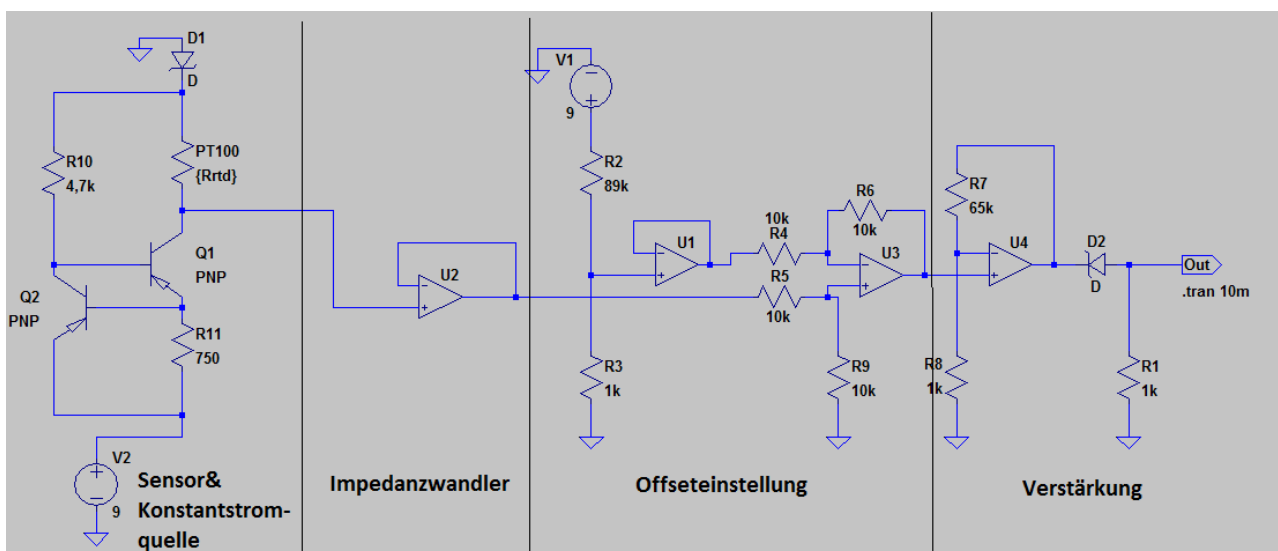 D1
D
R10
4,7k
PT100
{Rrtd}
Q1
PNP
Q2
PNP
R11
750
V2
9
Sensor&
Konstantstrom-
quelle
U2
Impedanzwandler
V1
9
R2
89k
R3
1k
U1
10k
R4
R5
10k
R6
10k
U3
R9
10k
Offseteinstellung
R7
65k
R8
1k
U4
D2
D
Out
.tran 10m
R1
1k
Verstärkung